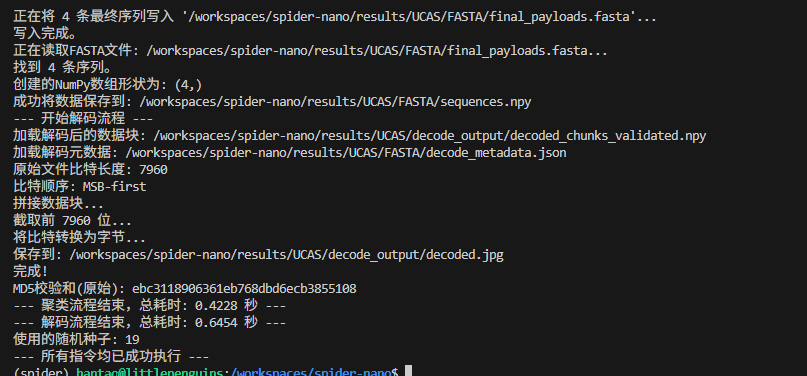 正在将 4 条最终序列写入 '/workspaces/spider-nano/results/UCAS/FASTA/final_payloads.fasta'...
写入完成。
正在读取FASTA文件: /workspaces/spider-nano/results/UCAS/FASTA/final_payloads.fasta...
找到 4 条序列。
创建的NumPy数组形状为: (4,)
成功将数据保存到: /workspaces/spider-nano/results/UCAS/FASTA/sequences.npy
--- 开始解码流程 ---
加载解码后的数据块: /workspaces/spider-nano/results/UCAS/decode_output/decoded_chunks_validated.npy
加载解码元数据: /workspaces/spider-nano/results/UCAS/FASTA/decode_metadata.json
原始文件比特长度: 7960
比特顺序: MSB-first
拼接数据块...
截取前 7960 位...
将比特转换为字节...
保存到: /workspaces/spider-nano/results/UCAS/decode_output/decoded.jpg
完成!
MD5校验和(原始): ebc3118906361eb768dbd6ecb3855108
--- 聚类流程结束，总耗时: 0.4228 秒 ---
--- 解码流程结束，总耗时: 0.6454 秒 ---
使用的随机种子: 19
--- 所有指令均已成功执行 ---
(spider) hantao@littlepenguins:/workspaces/spider-nano$